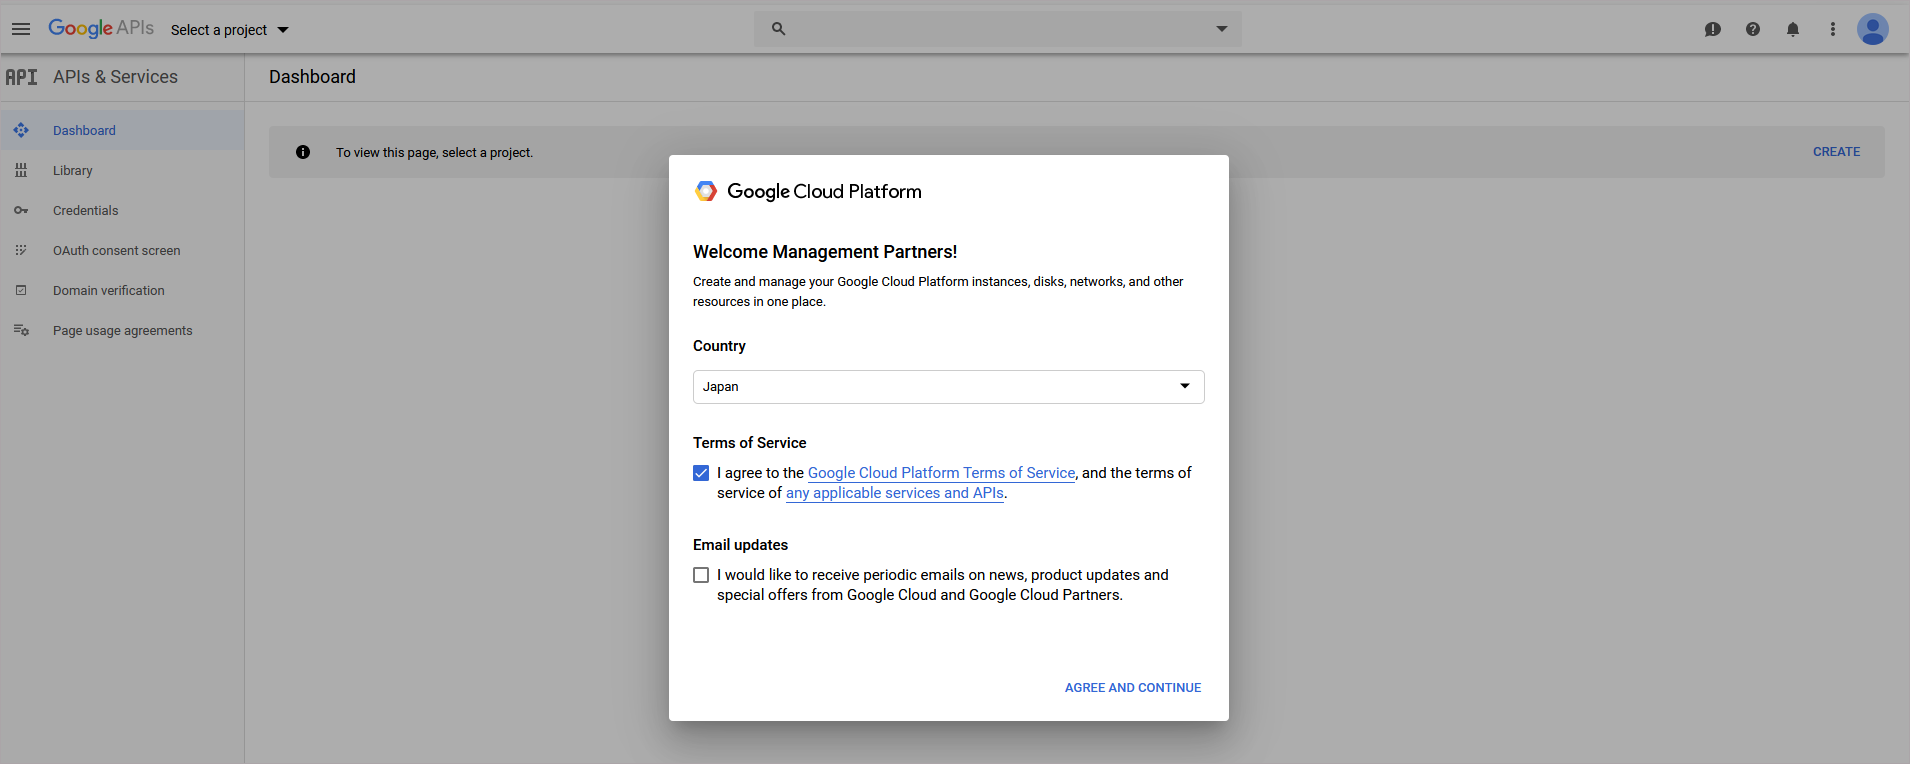 Google APIs Select a project
API APIs & Services
Dashboard
Dashboard
Library
Credentials
OAuth consent screen
Domain verification
Page usage agreements
To view this page, select a project.
CREATE
Google Cloud Platform
Welcome Management Partners!
Create and manage your Google Cloud Platform instances, disks, networks, and other
resources in one place.
Country
Japan
Terms of Service
I agree to the Google Cloud Platform Terms of Service, and the terms of
service of any applicable services and APIs.
Email updates
I would like to receive periodic emails on news, product updates and
special offers from Google Cloud and Google Cloud Partners.
AGREE AND CONTINUE